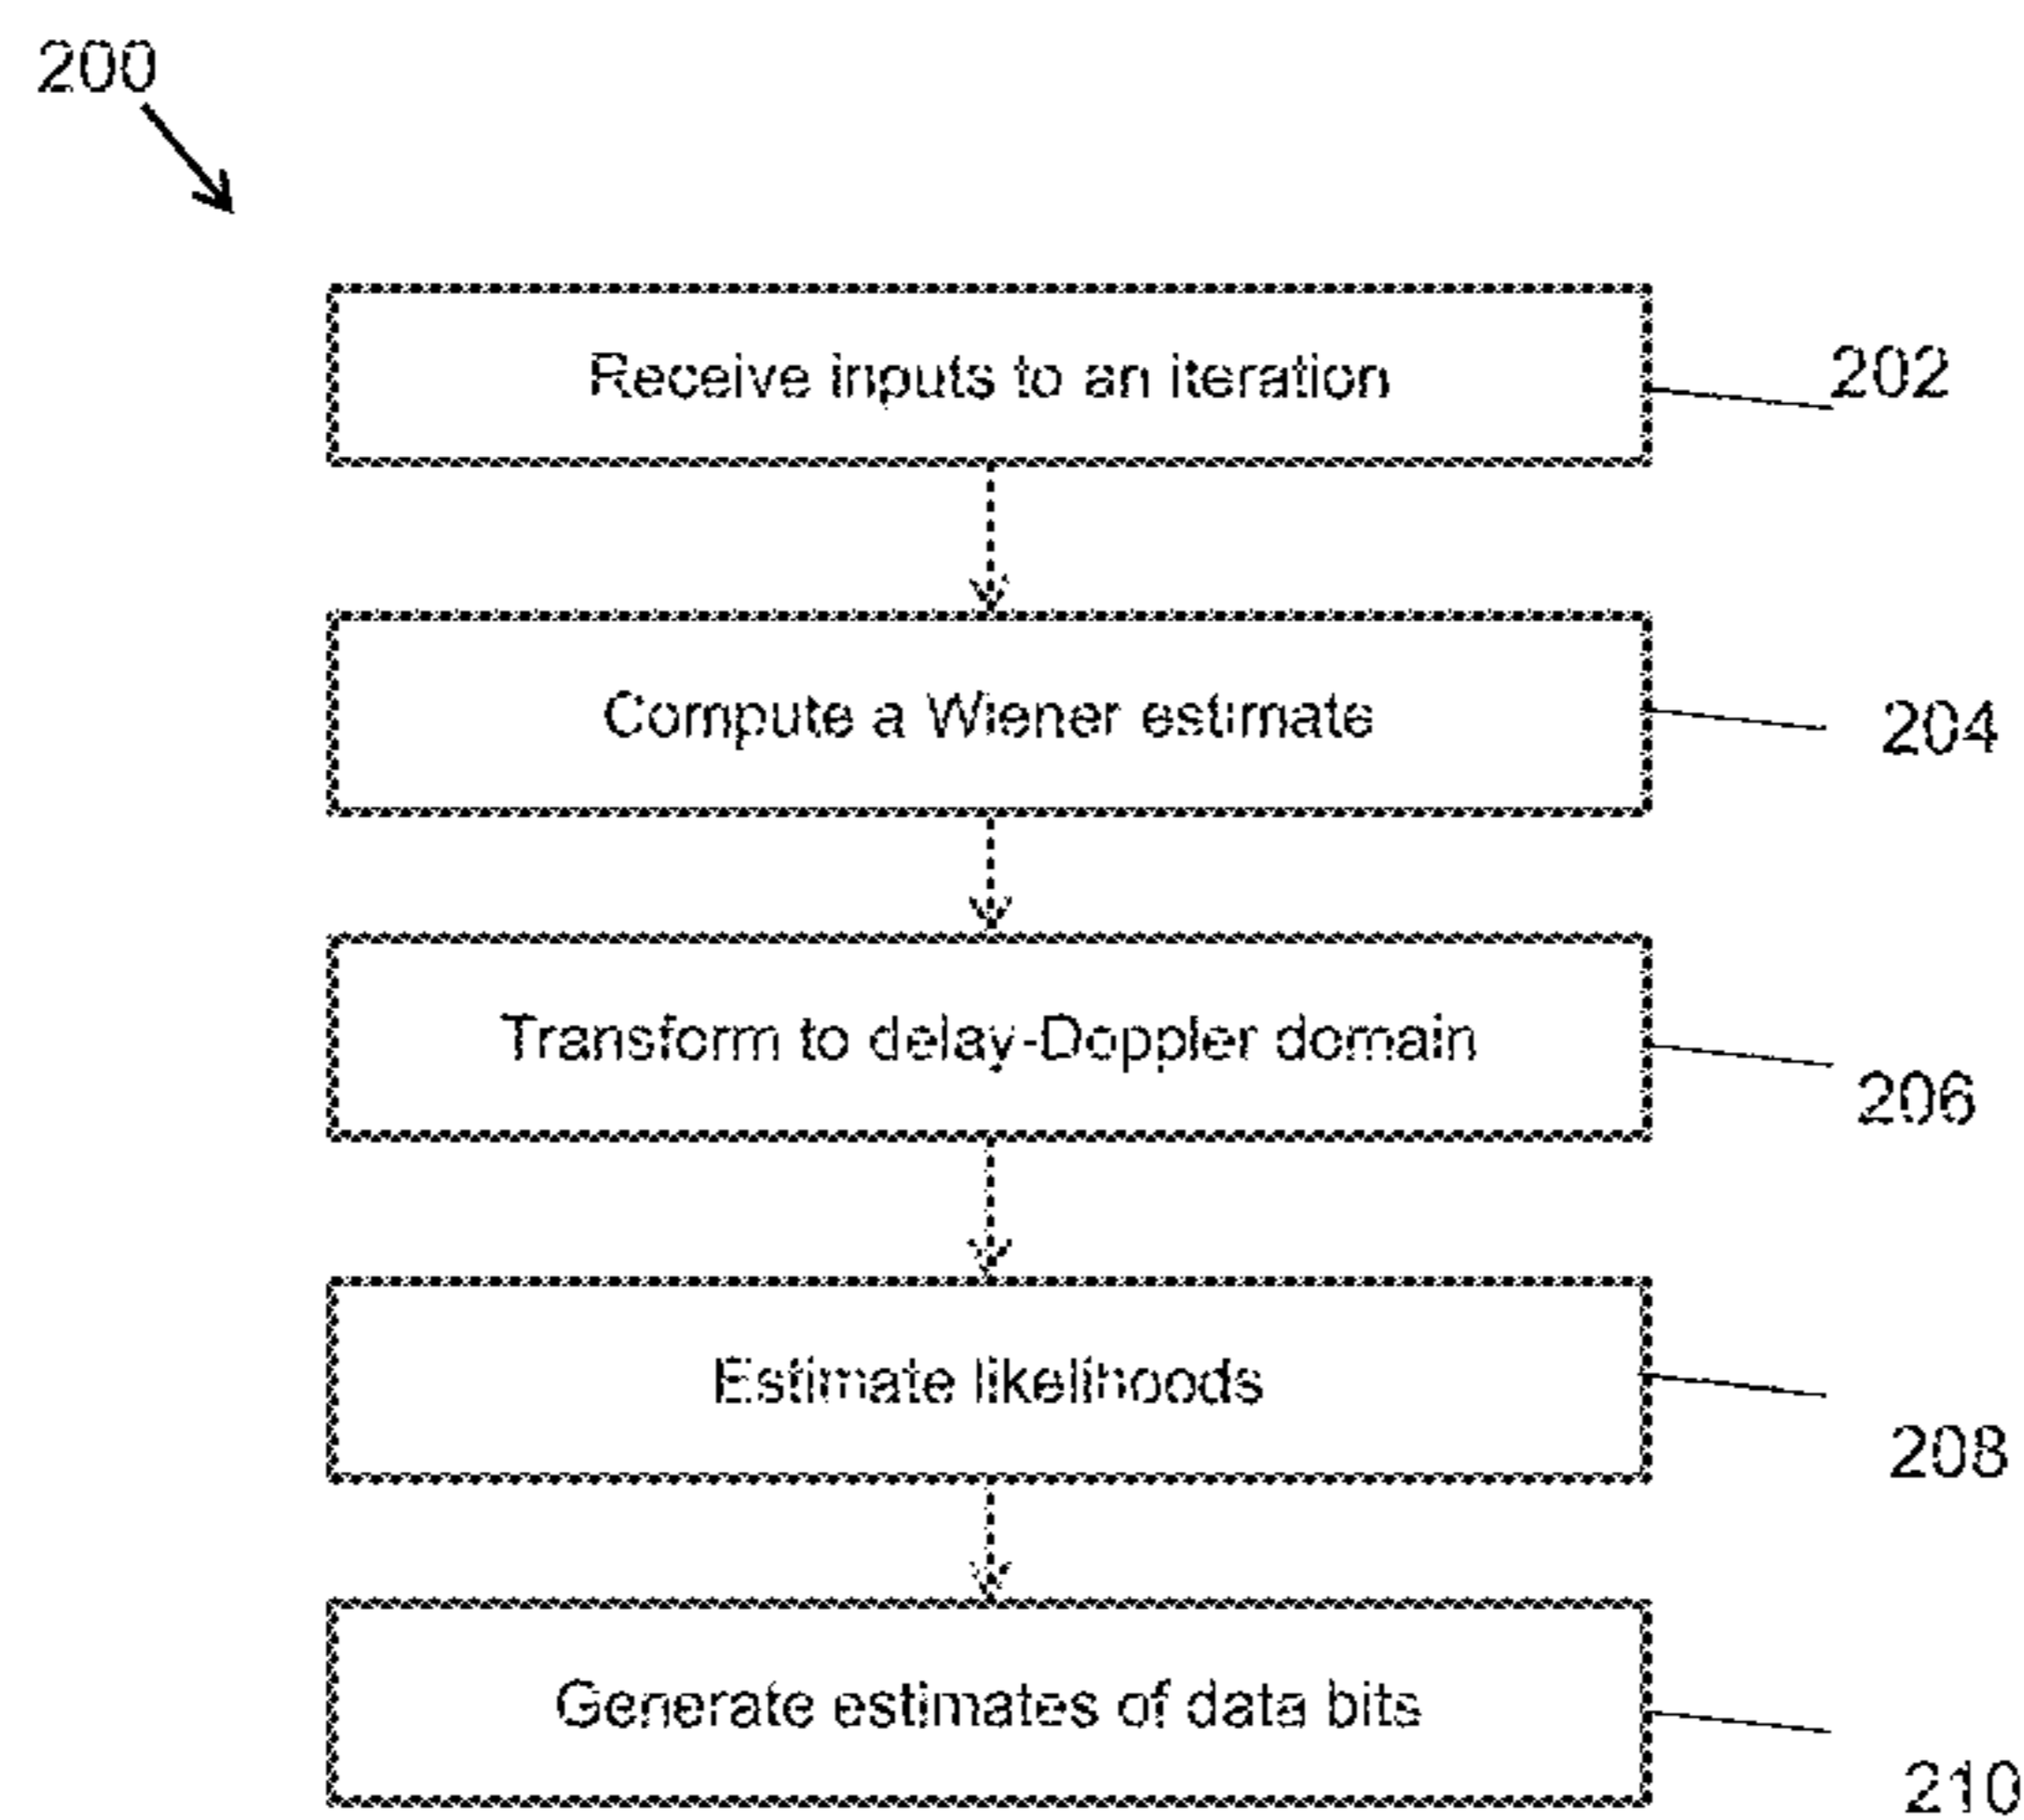 200
Receive inputs to an iteration
202
Compute a Wiener estimate
204
Transform to delay-Doppler domain
206
Estimate likelihoods
208
Generate estimates of data bits
210